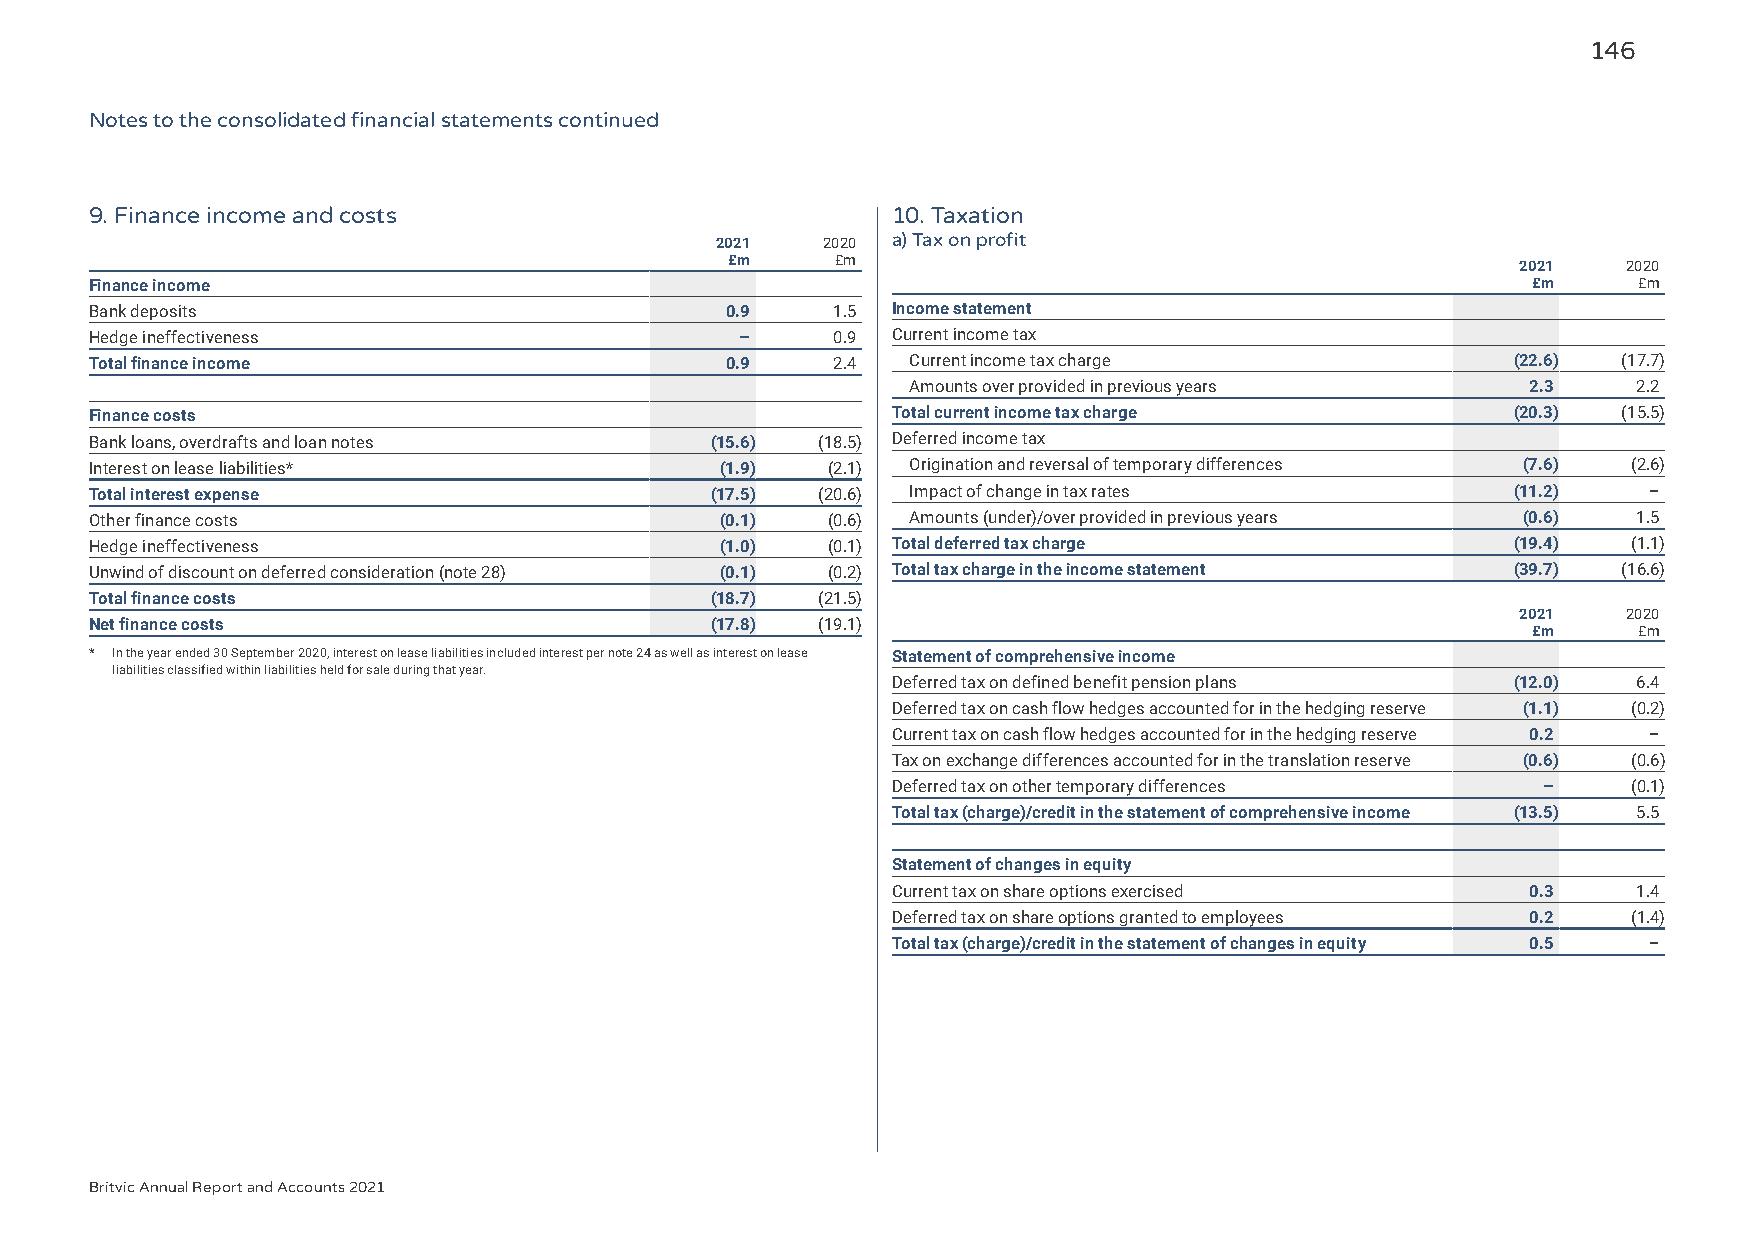 146
Notes to the consolidated financial statements continued
9. Finance income and costs
2021 2020
£m £m
Finance income
Bank deposits 0.9 1.5
Hedge ineffectiveness – 0.9
Total finance income 0.9 2.4
Finance costs
Bank loans, overdrafts and loan notes (15.6) (18.5)
Interest on lease liabilities* (1.9) (2.1)
Total interest expense (17.5) (20.6)
Other finance costs (0.1) (0.6)
Hedge ineffectiveness (1.0) (0.1)
Unwind of discount on deferred consideration (note 28) (0.1) (0.2)
Total finance costs (18.7) (21.5)
Net finance costs (17.8) (19.1)
* In the year ended 30 September 2020, interest on lease liabilities included interest per note 24 as well as interest on lease
liabilities classified within liabilities held for sale during that year.
10. Taxation
a) Tax on profit
2021 2020
£m £m
Income statement
Current income tax
Current income tax charge (22.6) (17.7)
Amounts over provided in previous years 2.3 2.2
Total current income tax charge (20.3) (15.5)
Deferred income tax
Origination and reversal of temporary differences (7.6) (2.6)
Impact of change in tax rates (11.2) –
Amounts (under)/over provided in previous years (0.6) 1.5
Total deferred tax charge (19.4) (1.1)
Total tax charge in the income statement (39.7) (16.6)
2021 2020
£m £m
Statement of comprehensive income
Deferred tax on defined benefit pension plans (12.0) 6.4
Deferred tax on cash flow hedges accounted for in the hedging reserve (1.1) (0.2)
Current tax on cash flow hedges accounted for in the hedging reserve 0.2 –
Tax on exchange differences accounted for in the translation reserve (0.6) (0.6)
Deferred tax on other temporary differences – (0.1)
Total tax (charge)/credit in the statement of comprehensive income (13.5) 5.5
Statement of changes in equity
Current tax on share options exercised 0.3 1.4
Deferred tax on share options granted to employees 0.2 (1.4)
Total tax (charge)/credit in the statement of changes in equity 0.5 –
Britvic Annual Report and Accounts 2021